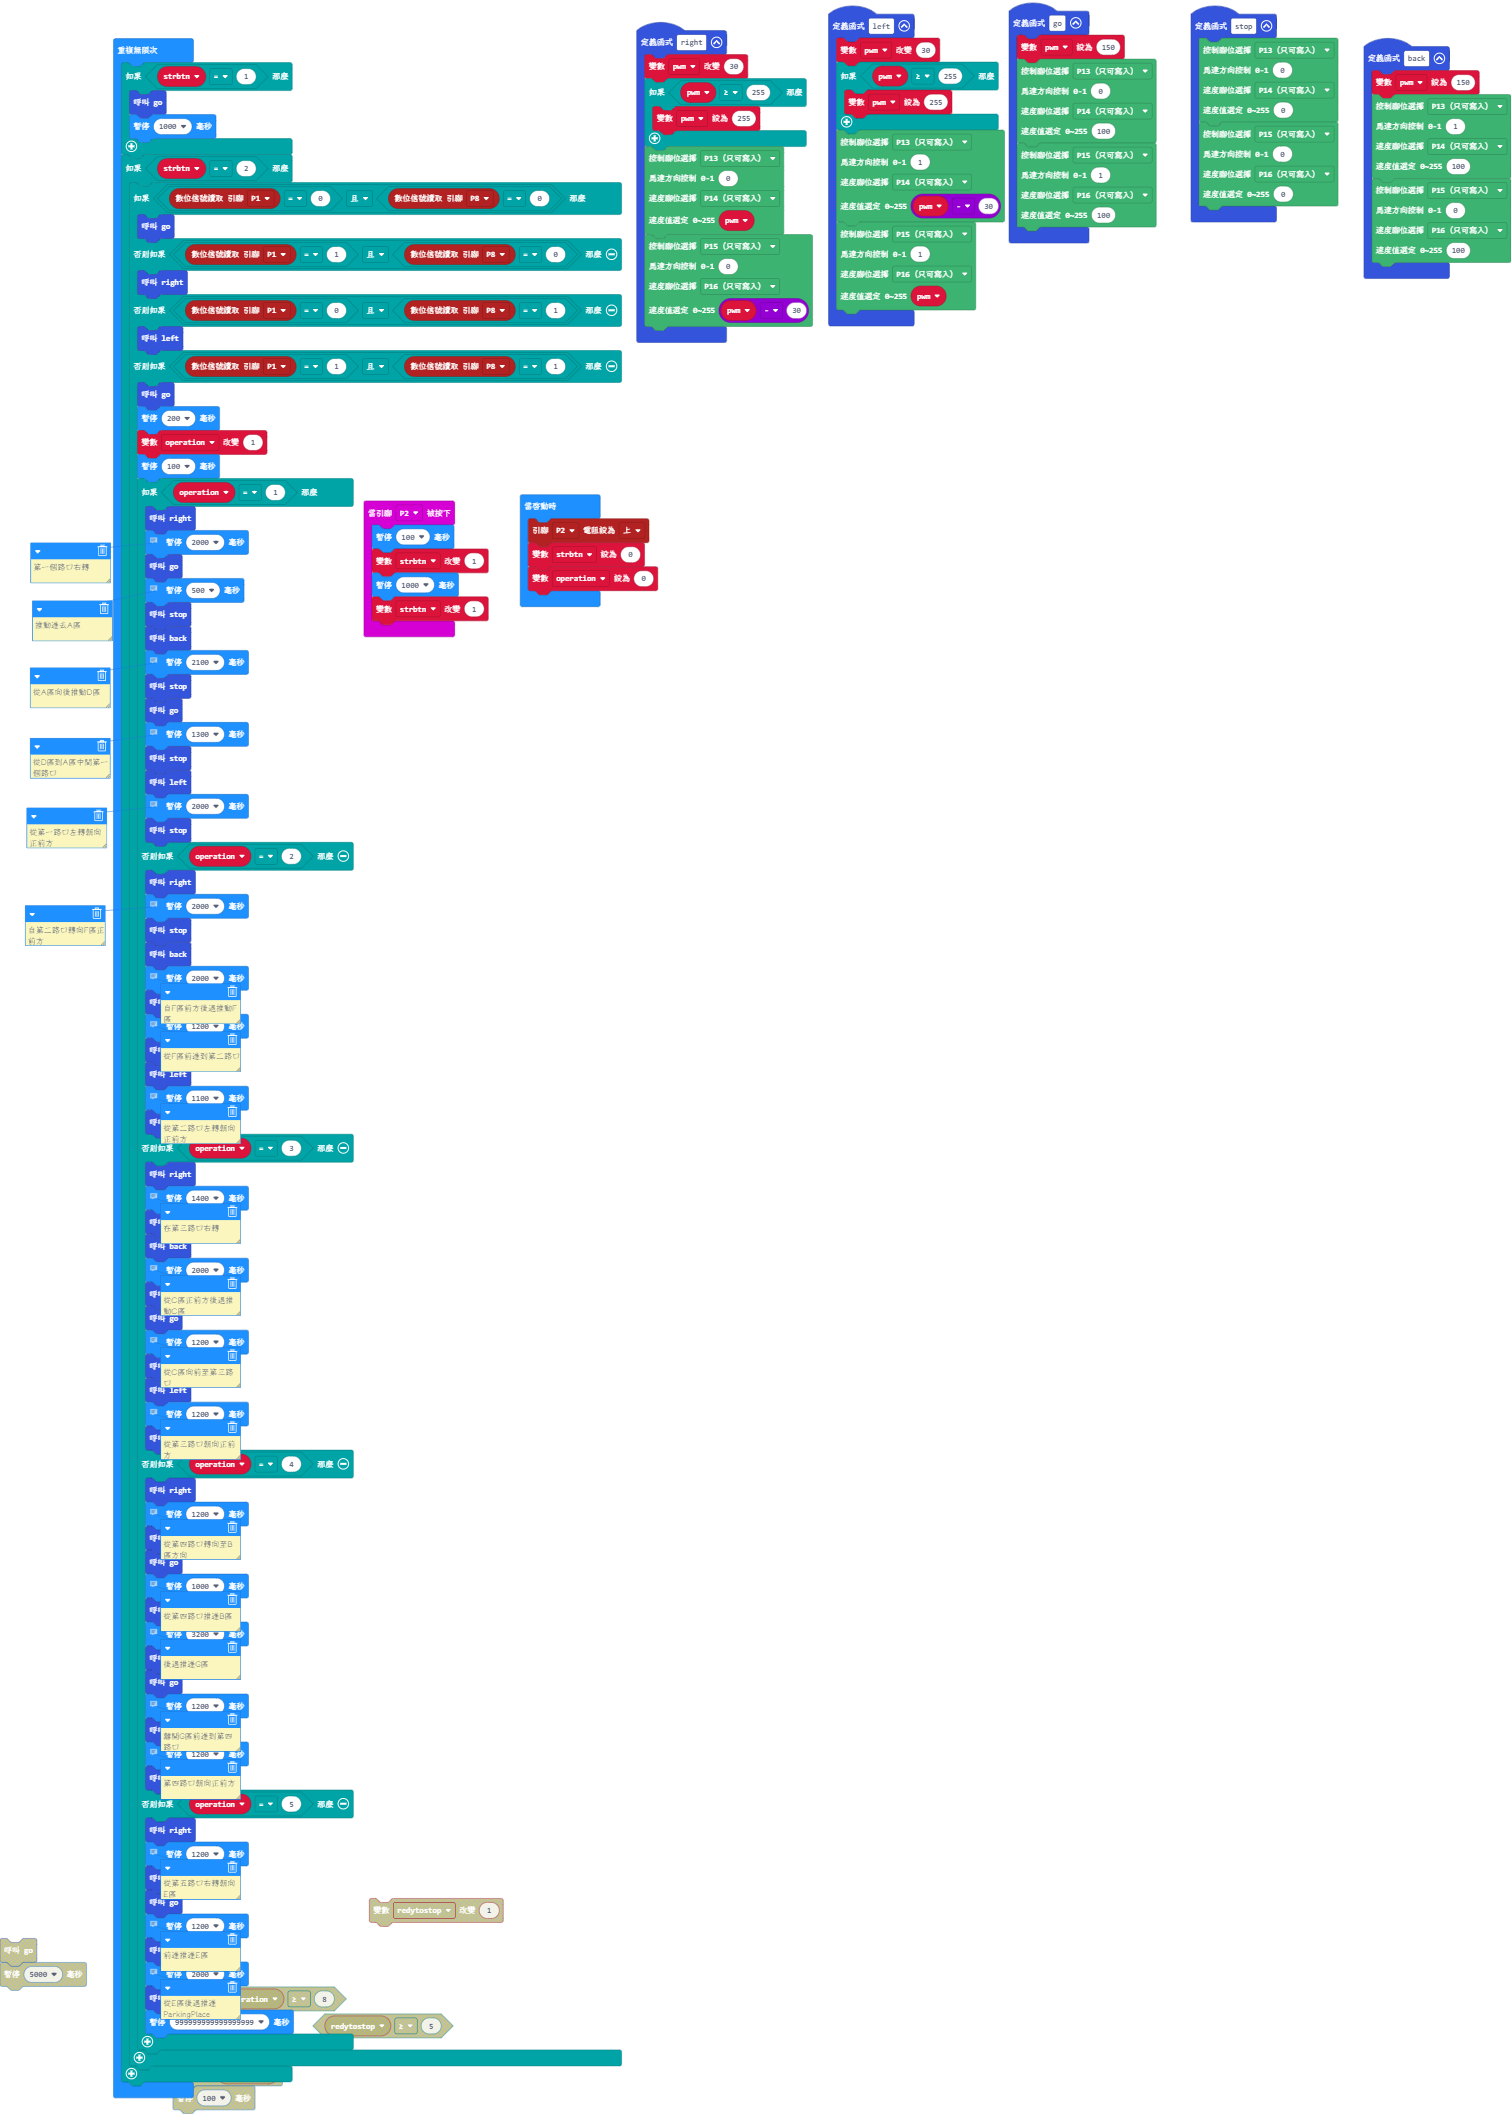 重複無限次
如果 strbtn = 1 那麼
呼叫 go
暫停 1000 毫秒
如果 strbtn = 2 那麼
如果 數位信號讀取 引腳 P1 = 0 且 數位信號讀取 引腳 P8 = 0 那麼
呼叫 go
否則如果 數位信號讀取 引腳 P1 = 1 且 數位信號讀取 引腳 P8 = 0 那麼
呼叫 right
否則如果 數位信號讀取 引腳 P1 = 0 且 數位信號讀取 引腳 P8 = 1 那麼
呼叫 left
否則如果 數位信號讀取 引腳 P1 = 1 且 數位信號讀取 引腳 P8 = 1 那麼
呼叫 go
暫停 200 毫秒
變數 operation 改變 1
暫停 100 毫秒
如果 operation = 1 那麼
呼叫 right
暫停 2000 毫秒
呼叫 go
暫停 500 毫秒
呼叫 stop
呼叫 back
暫停 2100 毫秒
呼叫 stop
呼叫 go
暫停 1300 毫秒
呼叫 stop
呼叫 left
暫停 2000 毫秒
呼叫 stop
否則如果 operation = 2 那麼
呼叫 right
暫停 2000 毫秒
呼叫 stop
呼叫 back
暫停 2000 毫秒
自F區前方後退推動F
區
1200 毫秒
從F區前進到第二路口
left
暫停 1100 毫秒
從第二路口左轉朝向
正前方
否則如果 operation = 3 那麼
呼叫 right
暫停 1400 毫秒
在第三路口右轉
back
暫停 2000 毫秒
從C區正前方後退推
動C區
go
暫停 1200 毫秒
從C區向前至第三路
口
left
暫停 1200 毫秒
從第三路口朝向正前
方
否則如果 operation = 4 那麼
呼叫 right
暫停 1200 毫秒
從第四路口轉向至B
區方向
go
暫停 1000 毫秒
從第四路口推進B區
3200 毫秒
後退推進G區
go
暫停 1200 毫秒
離開G區前進到第四
路口
1200 毫秒
第四路口朝向正前方
否則如果 operation = 5 那麼
呼叫 right
暫停 1200 毫秒
從第五路口右轉朝向
E區
go
暫停 1200 毫秒
前進推進E區
2000 毫秒
從E區後退推進
ParkingPlace
暫停 9999999999999999999 毫秒
第一個路口右轉
推動進去A區
從A區向後推動D區
從D區到A區中間第一
個路口
從第一路口左轉朝向
正前方
自第二路口轉向F區正
前方
呼叫 go
暫停 5000 毫秒
當引腳 P2 被按下
暫停 100 毫秒
變數 strbtn 改變 1
暫停 1000 毫秒
變數 strbtn 改變 1
當啓動時
引腳 P2 電阻設為 上
變數 strbtn 設為 0
變數 operation 設為 0
定義函式 right
變數 pwm 改變 30
如果 pwm ≥ 255 那麼
變數 pwm 設為 255
控制腳位選擇 P13 (只可寫入)
馬達方向控制 0-1 0
速度腳位選擇 P14 (只可寫入)
速度值選定 0~255 pwm
控制腳位選擇 P15 (只可寫入)
馬達方向控制 0-1 0
速度腳位選擇 P16 (只可寫入)
速度值選定 0~255 pwm - 30
定義函式 left
變數 pwm 改變 30
如果 pwm ≥ 255 那麼
變數 pwm 設為 255
控制腳位選擇 P13 (只可寫入)
馬達方向控制 0-1 1
速度腳位選擇 P14 (只可寫入)
速度值選定 0~255 pwm - 30
控制腳位選擇 P15 (只可寫入)
馬達方向控制 0-1 1
速度腳位選擇 P16 (只可寫入)
速度值選定 0~255 pwm
定義函式 go
變數 pwm 設為 150
控制腳位選擇 P13 (只可寫入)
馬達方向控制 0-1 0
速度腳位選擇 P14 (只可寫入)
速度值選定 0~255 100
控制腳位選擇 P15 (只可寫入)
馬達方向控制 0-1 1
速度腳位選擇 P16 (只可寫入)
速度值選定 0~255 100
定義函式 stop
控制腳位選擇 P13 (只可寫入)
馬達方向控制 0-1 0
速度腳位選擇 P14 (只可寫入)
速度值選定 0~255 0
控制腳位選擇 P15 (只可寫入)
馬達方向控制 0-1 0
速度腳位選擇 P16 (只可寫入)
速度值選定 0~255 0
定義函式 back
變數 pwm 設為 150
控制腳位選擇 P13 (只可寫入)
馬達方向控制 0-1 1
速度腳位選擇 P14 (只可寫入)
速度值選定 0~255 100
控制腳位選擇 P15 (只可寫入)
馬達方向控制 0-1 0
速度腳位選擇 P16 (只可寫入)
速度值選定 0~255 100
變數 redytostop 改變 1
ration ≥ 8
redytostop ≥ 5
100 毫秒